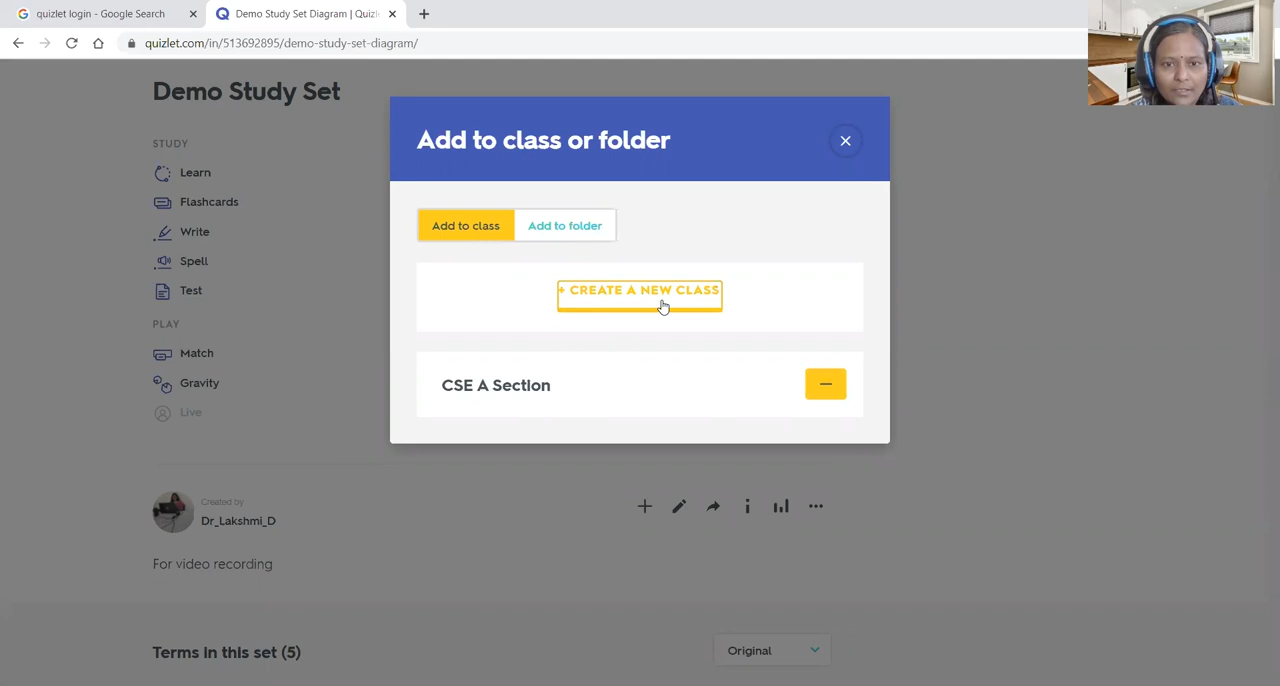 quizlet login - Google Search
Demo Study Set Diagram | Quizl
quizlet.com/in/513692895/demo-study-set-diagram/
Demo Study Set
STUDY
Learn
Flashcards
Write
Spell
Test
PLAY
Match
Gravity
Live
Add to class or folder
Add to class
Add to folder
+ CREATE A NEW CLASS
CSE A Section
Created by
Dr_Lakshmi_D
For video recording
Terms in this set (5)
Original